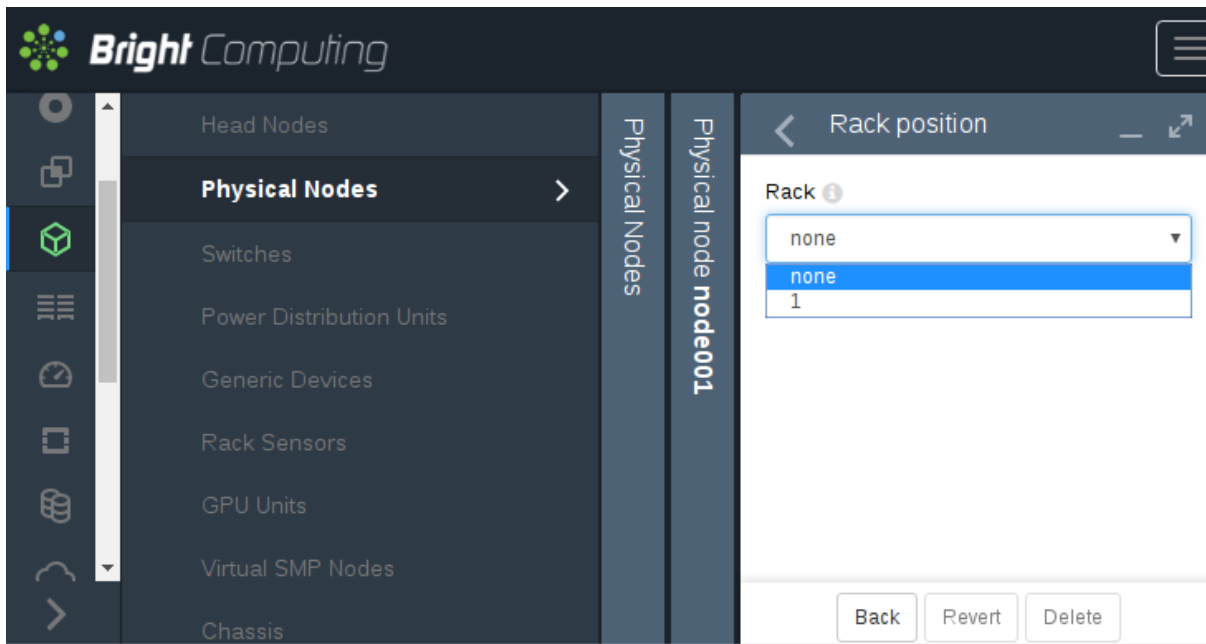 Bright Computing
Head Nodes
Physical Nodes
Switches
Power Distribution Units
Generic Devices
Rack Sensors
GPU Units
Virtual SMP Nodes
Chassis
Physical Nodes
Physical node node001
Rack position
Rack
none
none
1
Back Revert Delete